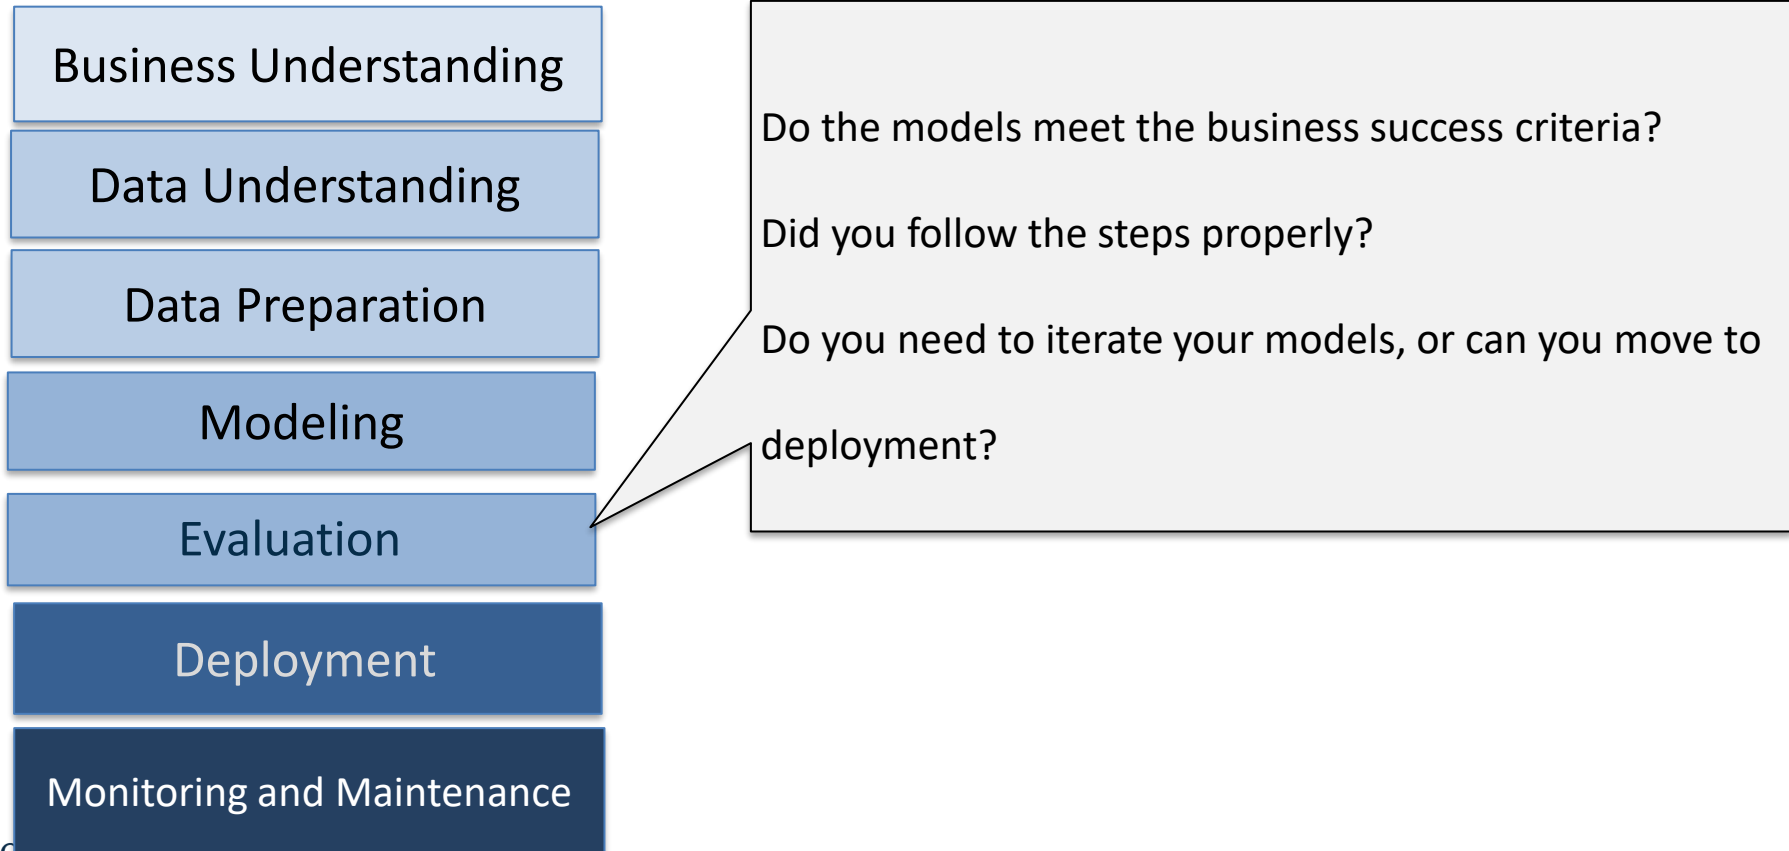 Business Understanding
Data Understanding
Data Preparation
Modeling
Evaluation
Deployment
Monitoring and Maintenance
Do the models meet the business success criteria?
Did you follow the steps properly?
Do you need to iterate your models, or can you move to
deployment?